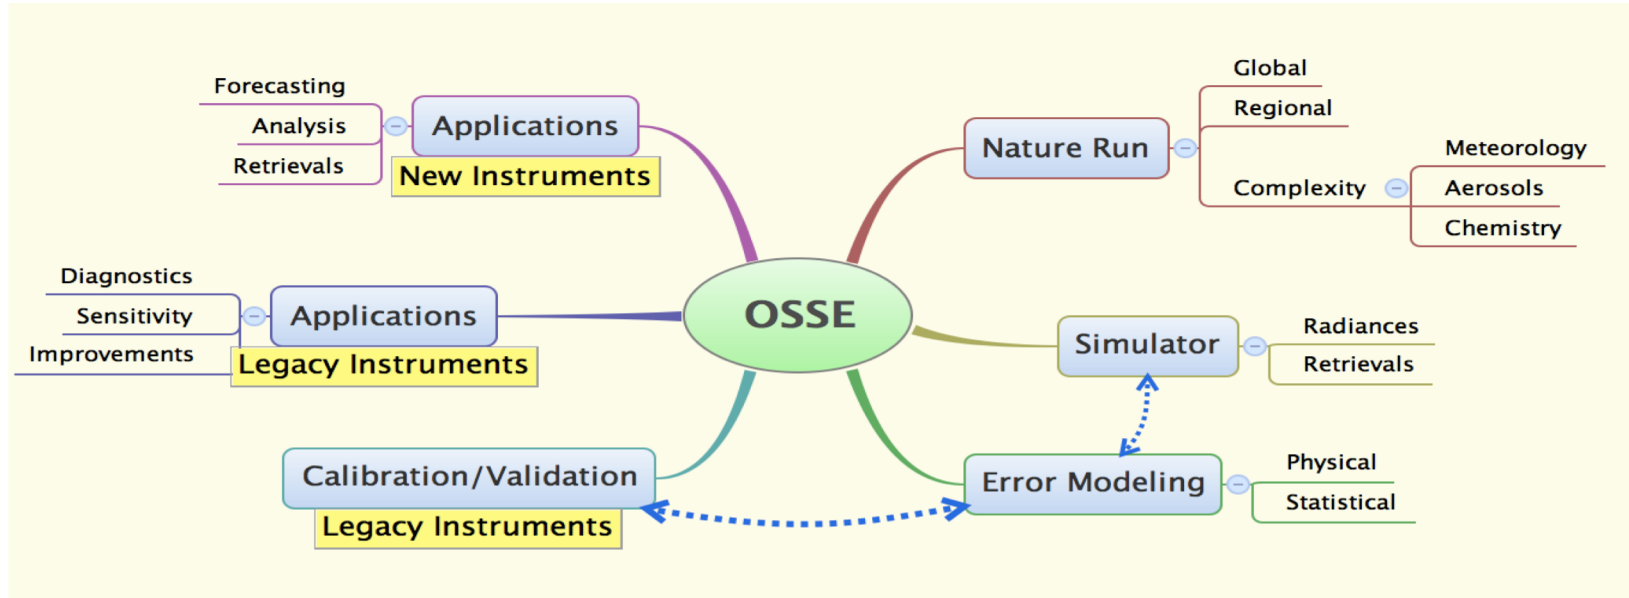 Forecasting
Analysis
Retrievals
Applications
New Instruments
Diagnostics
Sensitivity
Improvements
Applications
Legacy Instruments
Calibration/Validation
Legacy Instruments
OSSE
Nature Run
Global
Regional
Complexity
Meteorology
Aerosols
Chemistry
Simulator
Radiances
Retrievals
Error Modeling
Physical
Statistical